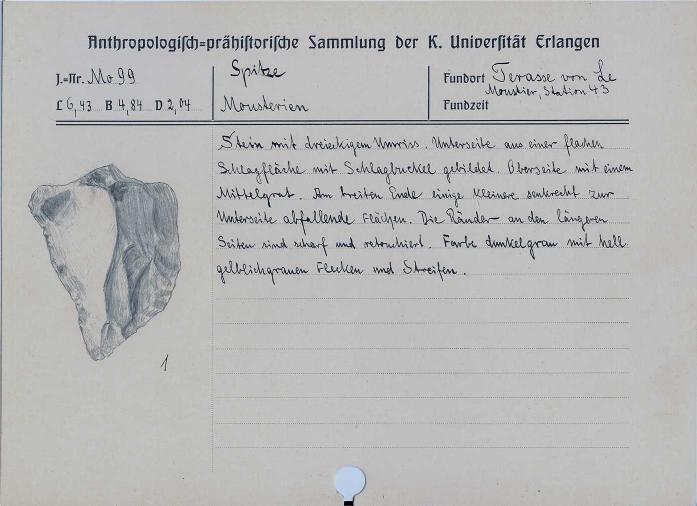 Anthropologisch=prähistorische Sammlung der K. Universität Erlangen
J.=Nr. Mo 99
L 6,43 B 4,84 D 2,04
Spitze
Mousterien
Fundort Terasse von Le
Moustier, Station 43
Fundzeit
Stein mit dreieckigem Umriss. Unterseite aus einer flachen
Schlagfläche mit Schlagbuckel gebildet. Oberseite mit einem
Mittelgrat. Am breiten Ende einige kleinere senkrecht zur
Unterseite abfallende Flächen. Die Ränder an den längeren
Seiten sind scharf und retouchiert. Farbe dunkelgrau mit hell-
gelblichgrauen Flecken und Streifen.
1